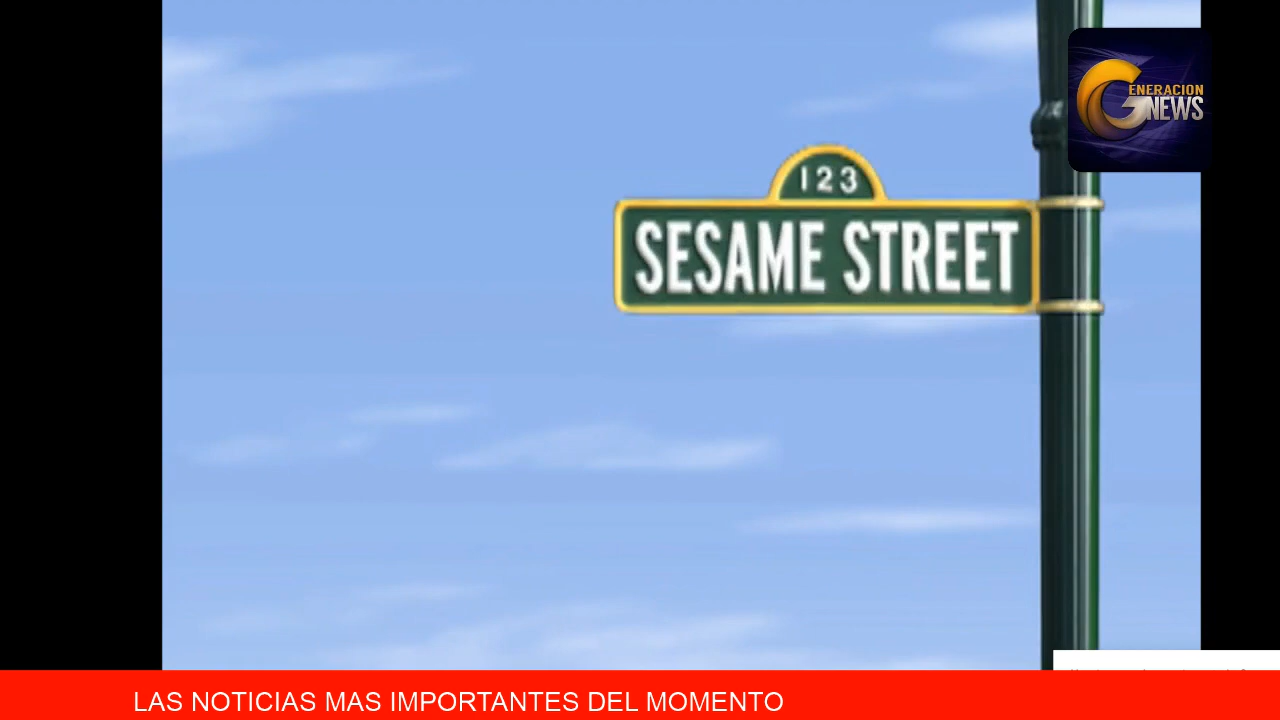 123
SESAME STREET
GENERACION
NEWS
LAS NOTICIAS MAS IMPORTANTES DEL MOMENTO